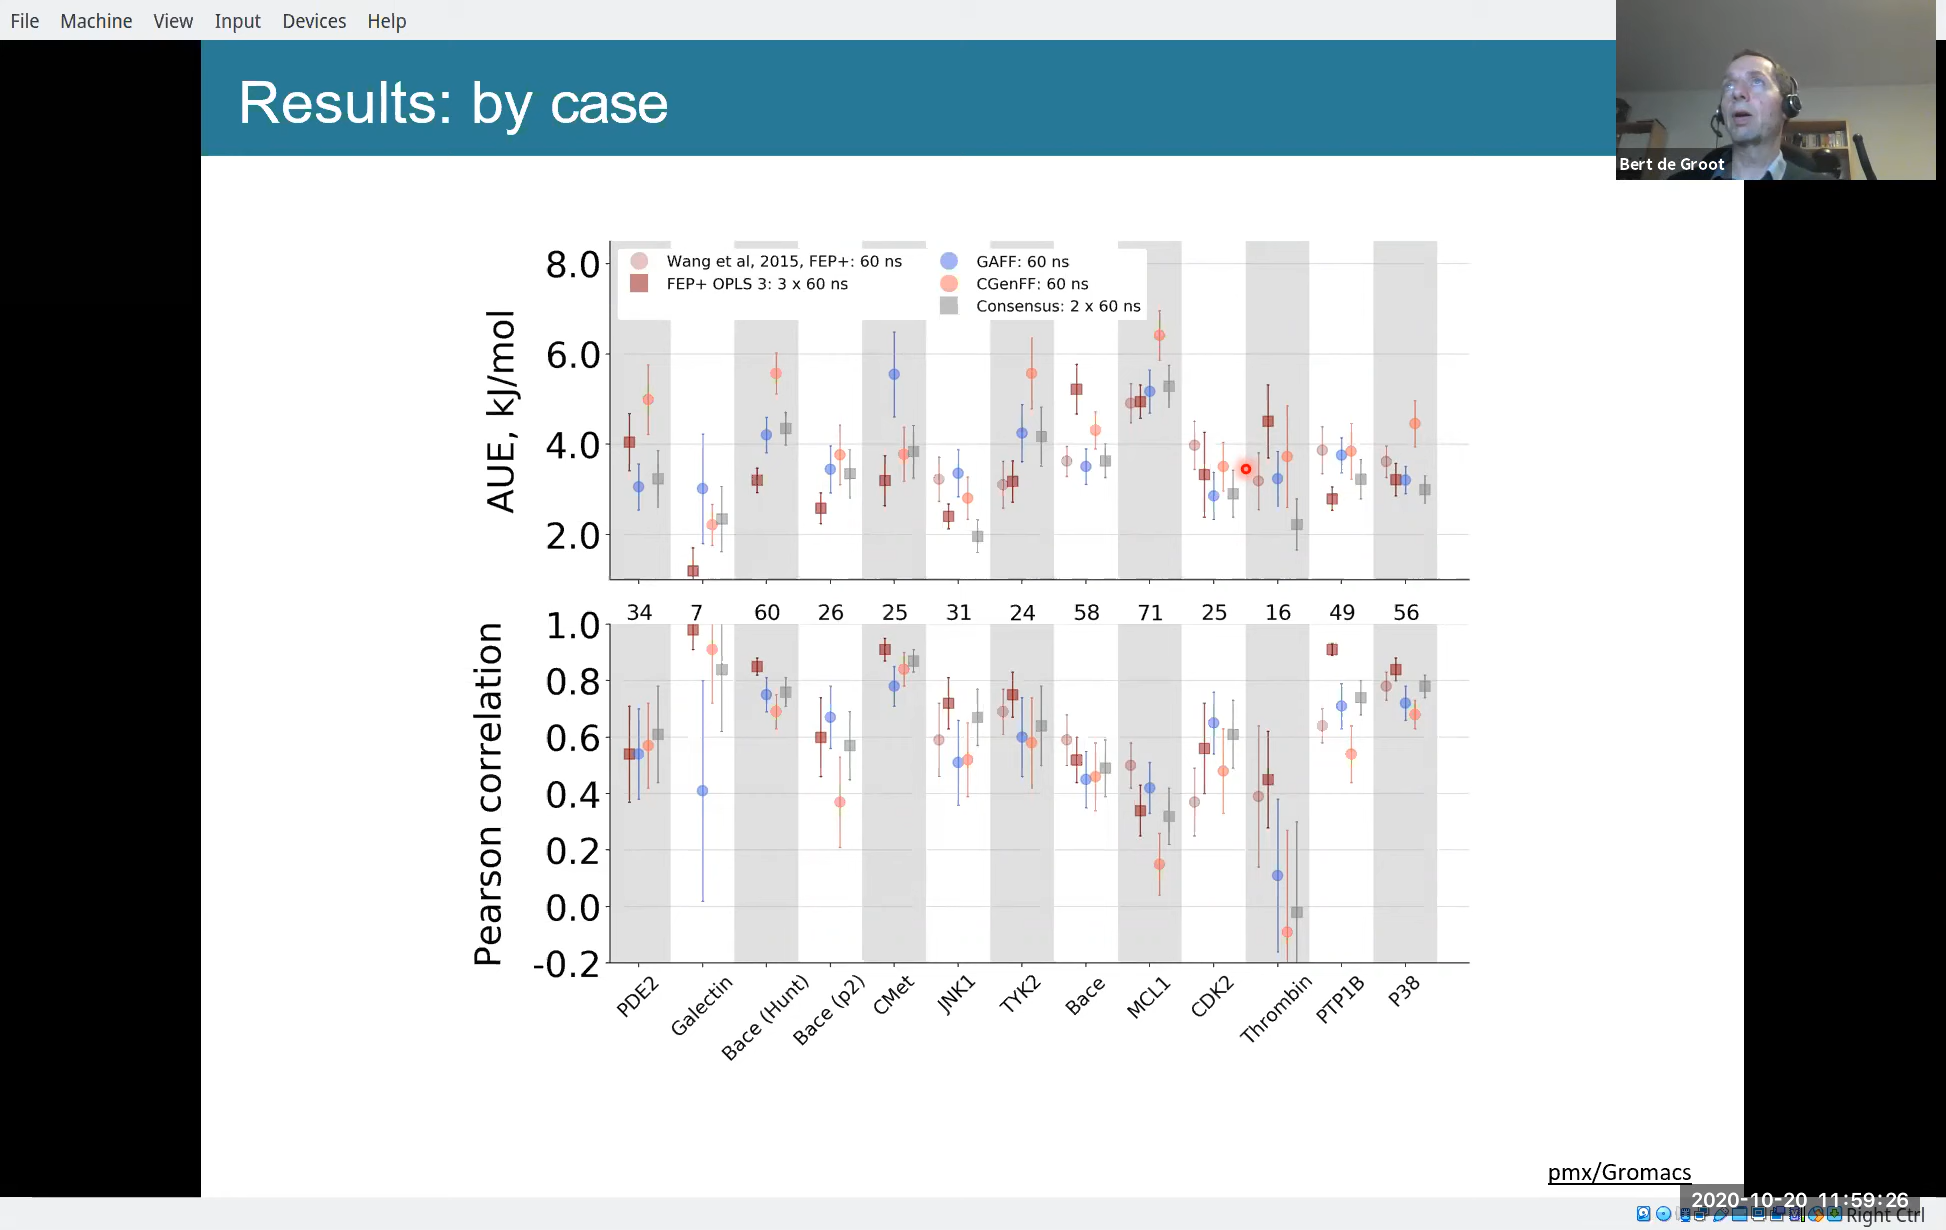 File Machine View Input Devices Help
Results: by case
Bert de Groot
Wang et al, 2015, FEP+: 60 ns
FEP+ OPLS 3: 3 x 60 ns
GAFF: 60 ns
CGenFF: 60 ns
Consensus: 2 x 60 ns
AUE, kJ/mol
8.0
6.0
4.0
2.0
34 7 60 26 25 31 24 58 71 25 16 49 56
Pearson correlation
1.0
0.8
0.6
0.4
0.2
0.0
-0.2
PDE2 Galectin Bace (Hunt) Bace (p2) CMet JNK1 TYK2 Bace MCL1 CDK2 Thrombin PTP1B P38
pmx/Gromacs
2020-10-20 11:59:26
Right Ctrl